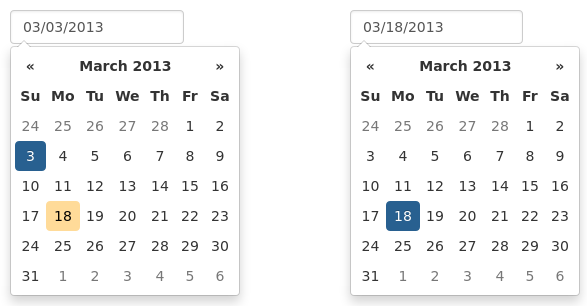 03/03/2013
« March 2013 »
Su Mo Tu We Th Fr Sa
24 25 26 27 28 1 2
3 4 5 6 7 8 9
10 11 12 13 14 15 16
17 18 19 20 21 22 23
24 25 26 27 28 29 30
31 1 2 3 4 5 6
03/18/2013
« March 2013 »
Su Mo Tu We Th Fr Sa
24 25 26 27 28 1 2
3 4 5 6 7 8 9
10 11 12 13 14 15 16
17 18 19 20 21 22 23
24 25 26 27 28 29 30
31 1 2 3 4 5 6